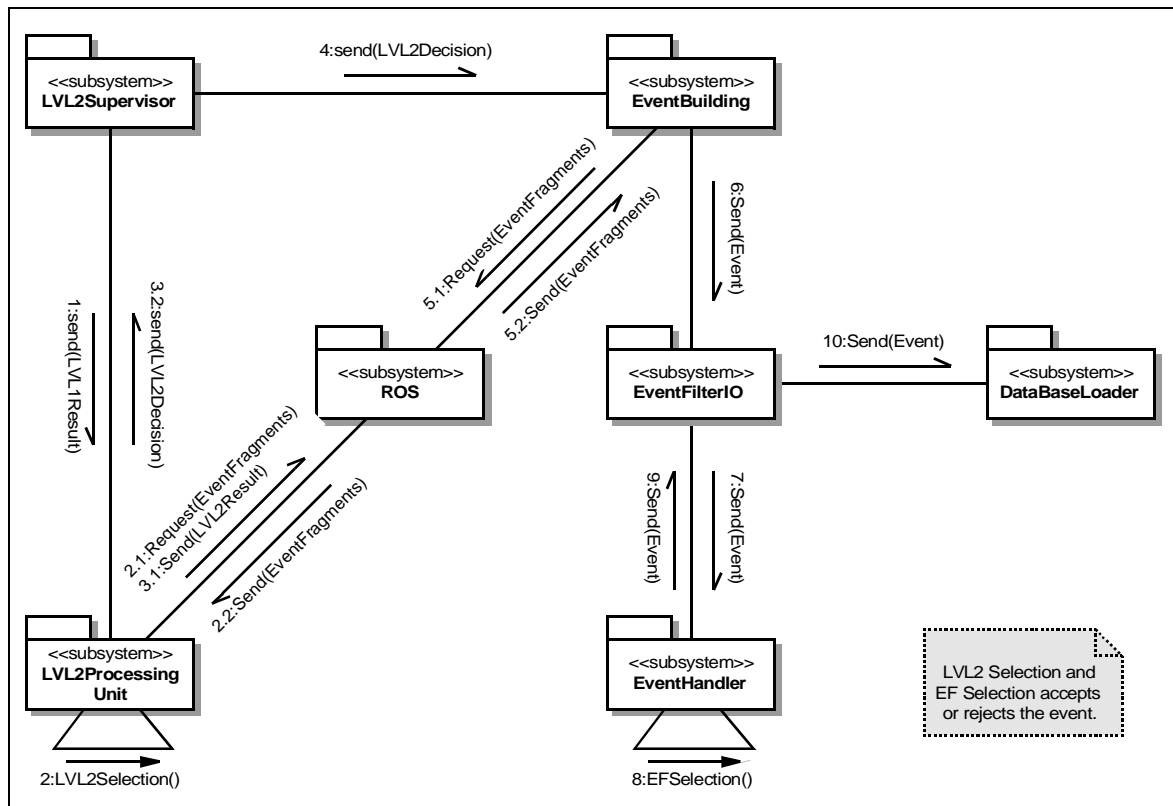 4:send(LVL2Decision)
<<subsystem>>
LVL2Supervisor
<<subsystem>>
EventBuilding
1:send(LVL1Result)
3.2:send(LVL2Decision)
5.1:Request(EventFragments)
5.2:Send(EventFragments)
6:Send(Event)
<<subsystem>>
ROS
<<subsystem>>
EventFilterIO
10:Send(Event)
<<subsystem>>
DataBaseLoader
2.1:Request(EventFragments)
3.1:Send(LVL2Result)
2.2:Send(EventFragments)
9:Send(Event)
7:Send(Event)
<<subsystem>>
LVL2Processing
Unit
2:LVL2Selection()
<<subsystem>>
EventHandler
8:EFSelection()
LVL2 Selection and
EF Selection accepts
or rejects the event.